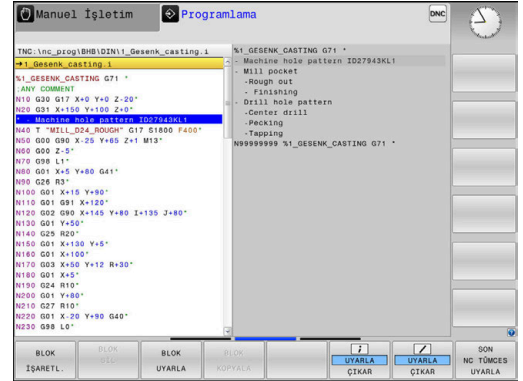 Manuel İşletim
Programlama
DNC
TNC:\nc_prog\BHB\DIN\1_Gesenk_casting.i
→1_Gesenk_casting.i
%1_GESENK_CASTING G71 *
;ANY COMMENT
N10 G30 G17 X+0 Y+0 Z-20*
N20 G31 X+150 Y+100 Z+0*
* - Machine hole pattern ID27943KL1
N40 T "MILL_D24_ROUGH" G17 S1800 F400*
N50 G00 G90 X-25 Y+65 Z+1 M13*
N60 G00 Z-5*
N70 G98 L1*
N80 G01 X+5 Y+80 G41*
N90 G26 R3*
N100 G01 X+15 Y+90*
N110 G01 G91 X+120*
N120 G02 G90 X+145 Y+80 I+135 J+80*
N130 G01 Y+50*
N140 G25 R20*
N150 G01 X+130 Y+5*
N160 G01 X+100*
N170 G03 X+50 Y+12 R+30*
N180 G01 X+5*
N190 G24 R10*
N200 G01 Y+80*
N210 G27 R10*
N220 G01 X-20 Y+90 G40*
N230 G98 L0*
%1_GESENK_CASTING G71 *
- Machine hole pattern ID27943KL1
- Mill pocket
-Rough out
- Finishing
- Drill hole pattern
-Center drill
-Pecking
-Tapping
N99999999 %1_GESENK_CASTING G71 *
BLOK
İŞARETL.
BLOK
SİL
BLOK
UYARLA
BLOK
KOPYALA
UYARLA
ÇIKAR
UYARLA
ÇIKAR
SON
NC TÜMCES
UYARLA